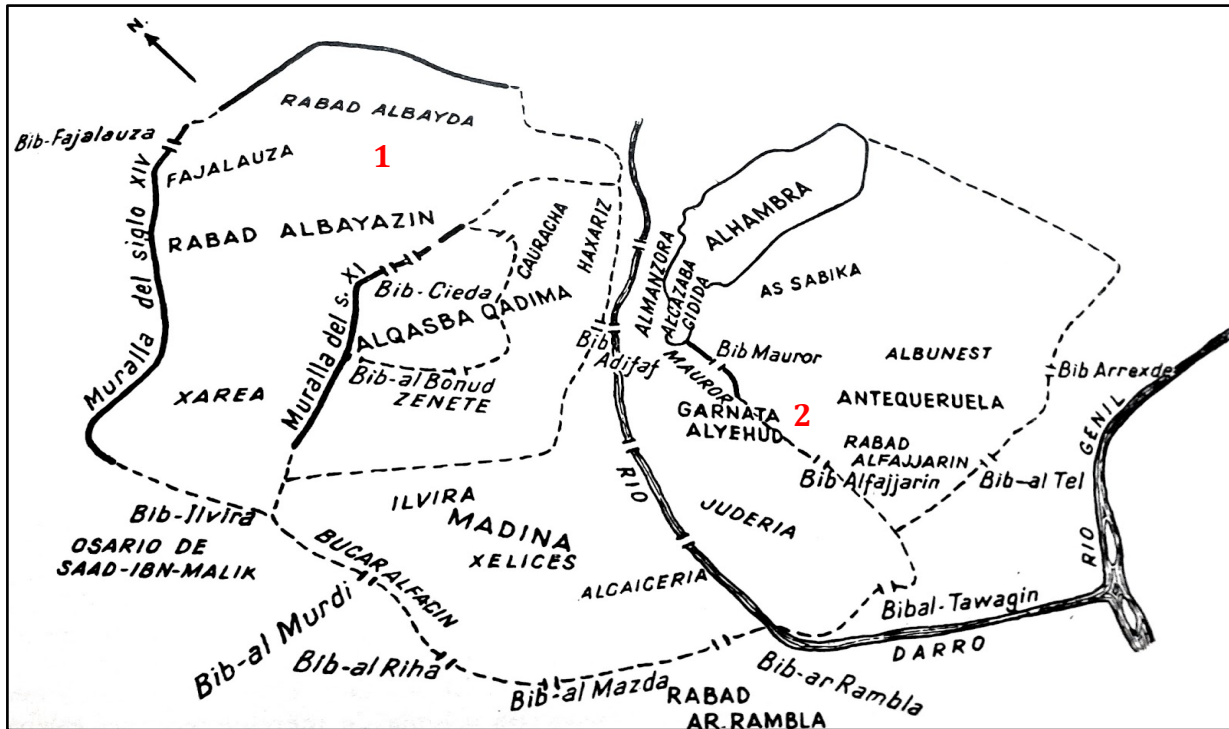 N.
RABAD ALBAYDA
Bib-Fajalauza
1
FAJALAUZA
Muralla del siglo XIV
RABAD ALBAYAZIN
CAURACHA
HAXARIZ
ALHAMBRA
ALMANZORA
ALCAZABA
GIDIDA
AS SABIKA
Muralla del s. XI
Bib-Cieda
ALQASBA QADIMA
Bib
Adifaf
MAUROR
Bib Mauror
ALBUNEST
Bib Arrexde
Bib-al Bonud
ZENETE
XAREA
GARNATA
ALYEHUD
2
ANTEQUERUELA
RABAD
ALFAJJARIN
Bib Alfajjarin
Bib-al Tel
RIO GENIL
RIO
JUDERIA
Bib-Ilvira
ILVIRA
MADINA
XELICES
OSARIO DE
SAAD-IBN-MALIK
BUCARALFACIN
ALCAICERIA
Bibal-Tawagin
DARRO
Bib-al Murdi
Bib-al Riha
Bib-al Mazda
Bib-ar Rambla
RABAD
AR.RAMBLA